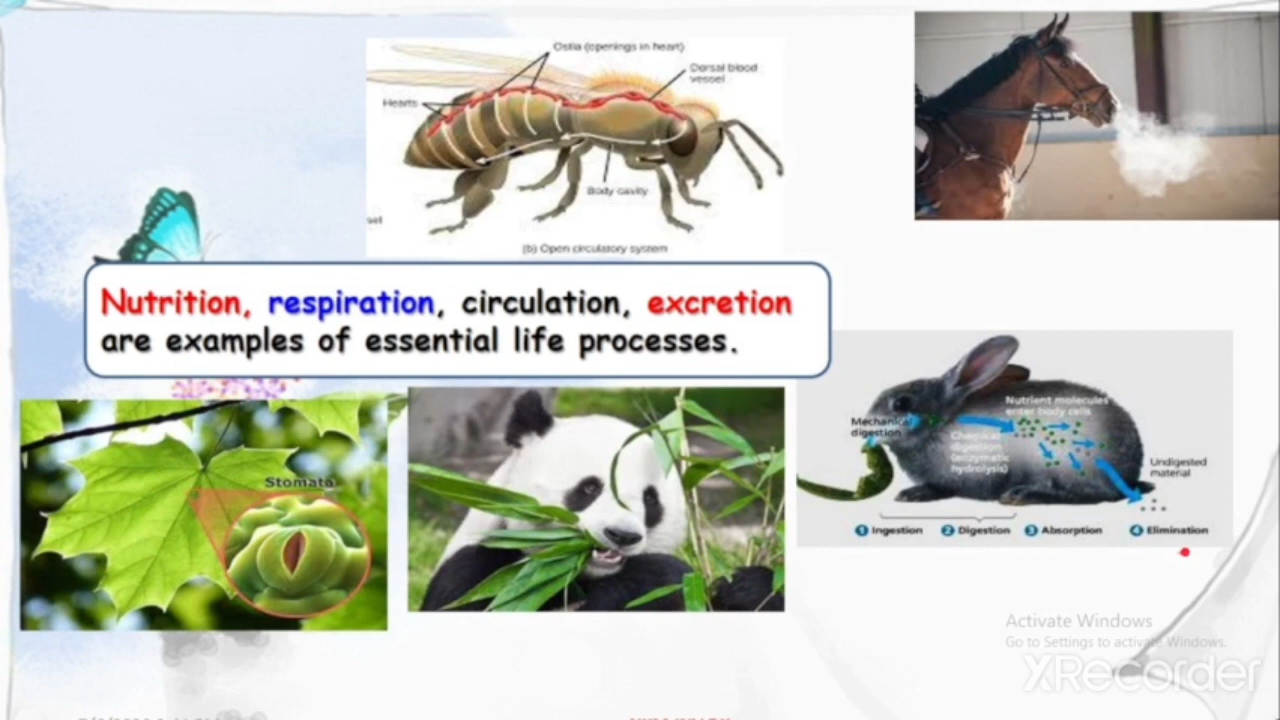 Ostia (openings in heart)
Dorsal blood
vessel
Hearts
Body cavity
(b) Open circulatory system
Nutrition, respiration, circulation, excretion
are examples of essential life processes.
Stomata
Nutrient molecules
enter body cells
Mechanical
digestion
Chemical
digestion
(enzymatic
hydrolysis)
Undigested
material
1 Ingestion
2 Digestion
3 Absorption
4 Elimination
Activate Windows
Go to Settings to activate Windows.
XRecorder